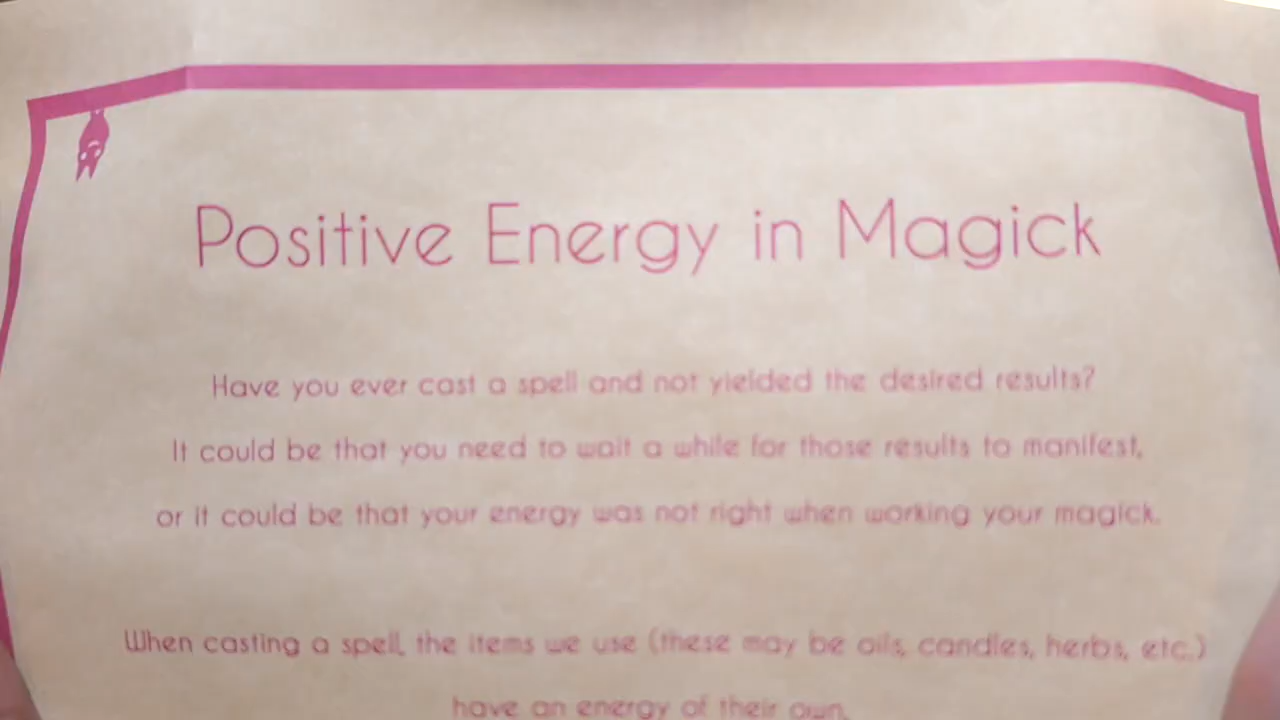 Positive Energy in Magick
Have you ever cast a spell and not yielded the desired results?
It could be that you need to wait a while for those results to manifest,
or it could be that your energy was not right when working your magick.
When casting a spell, the items we use (these may be oils, candles, herbs, etc.)
have an energy of their own.